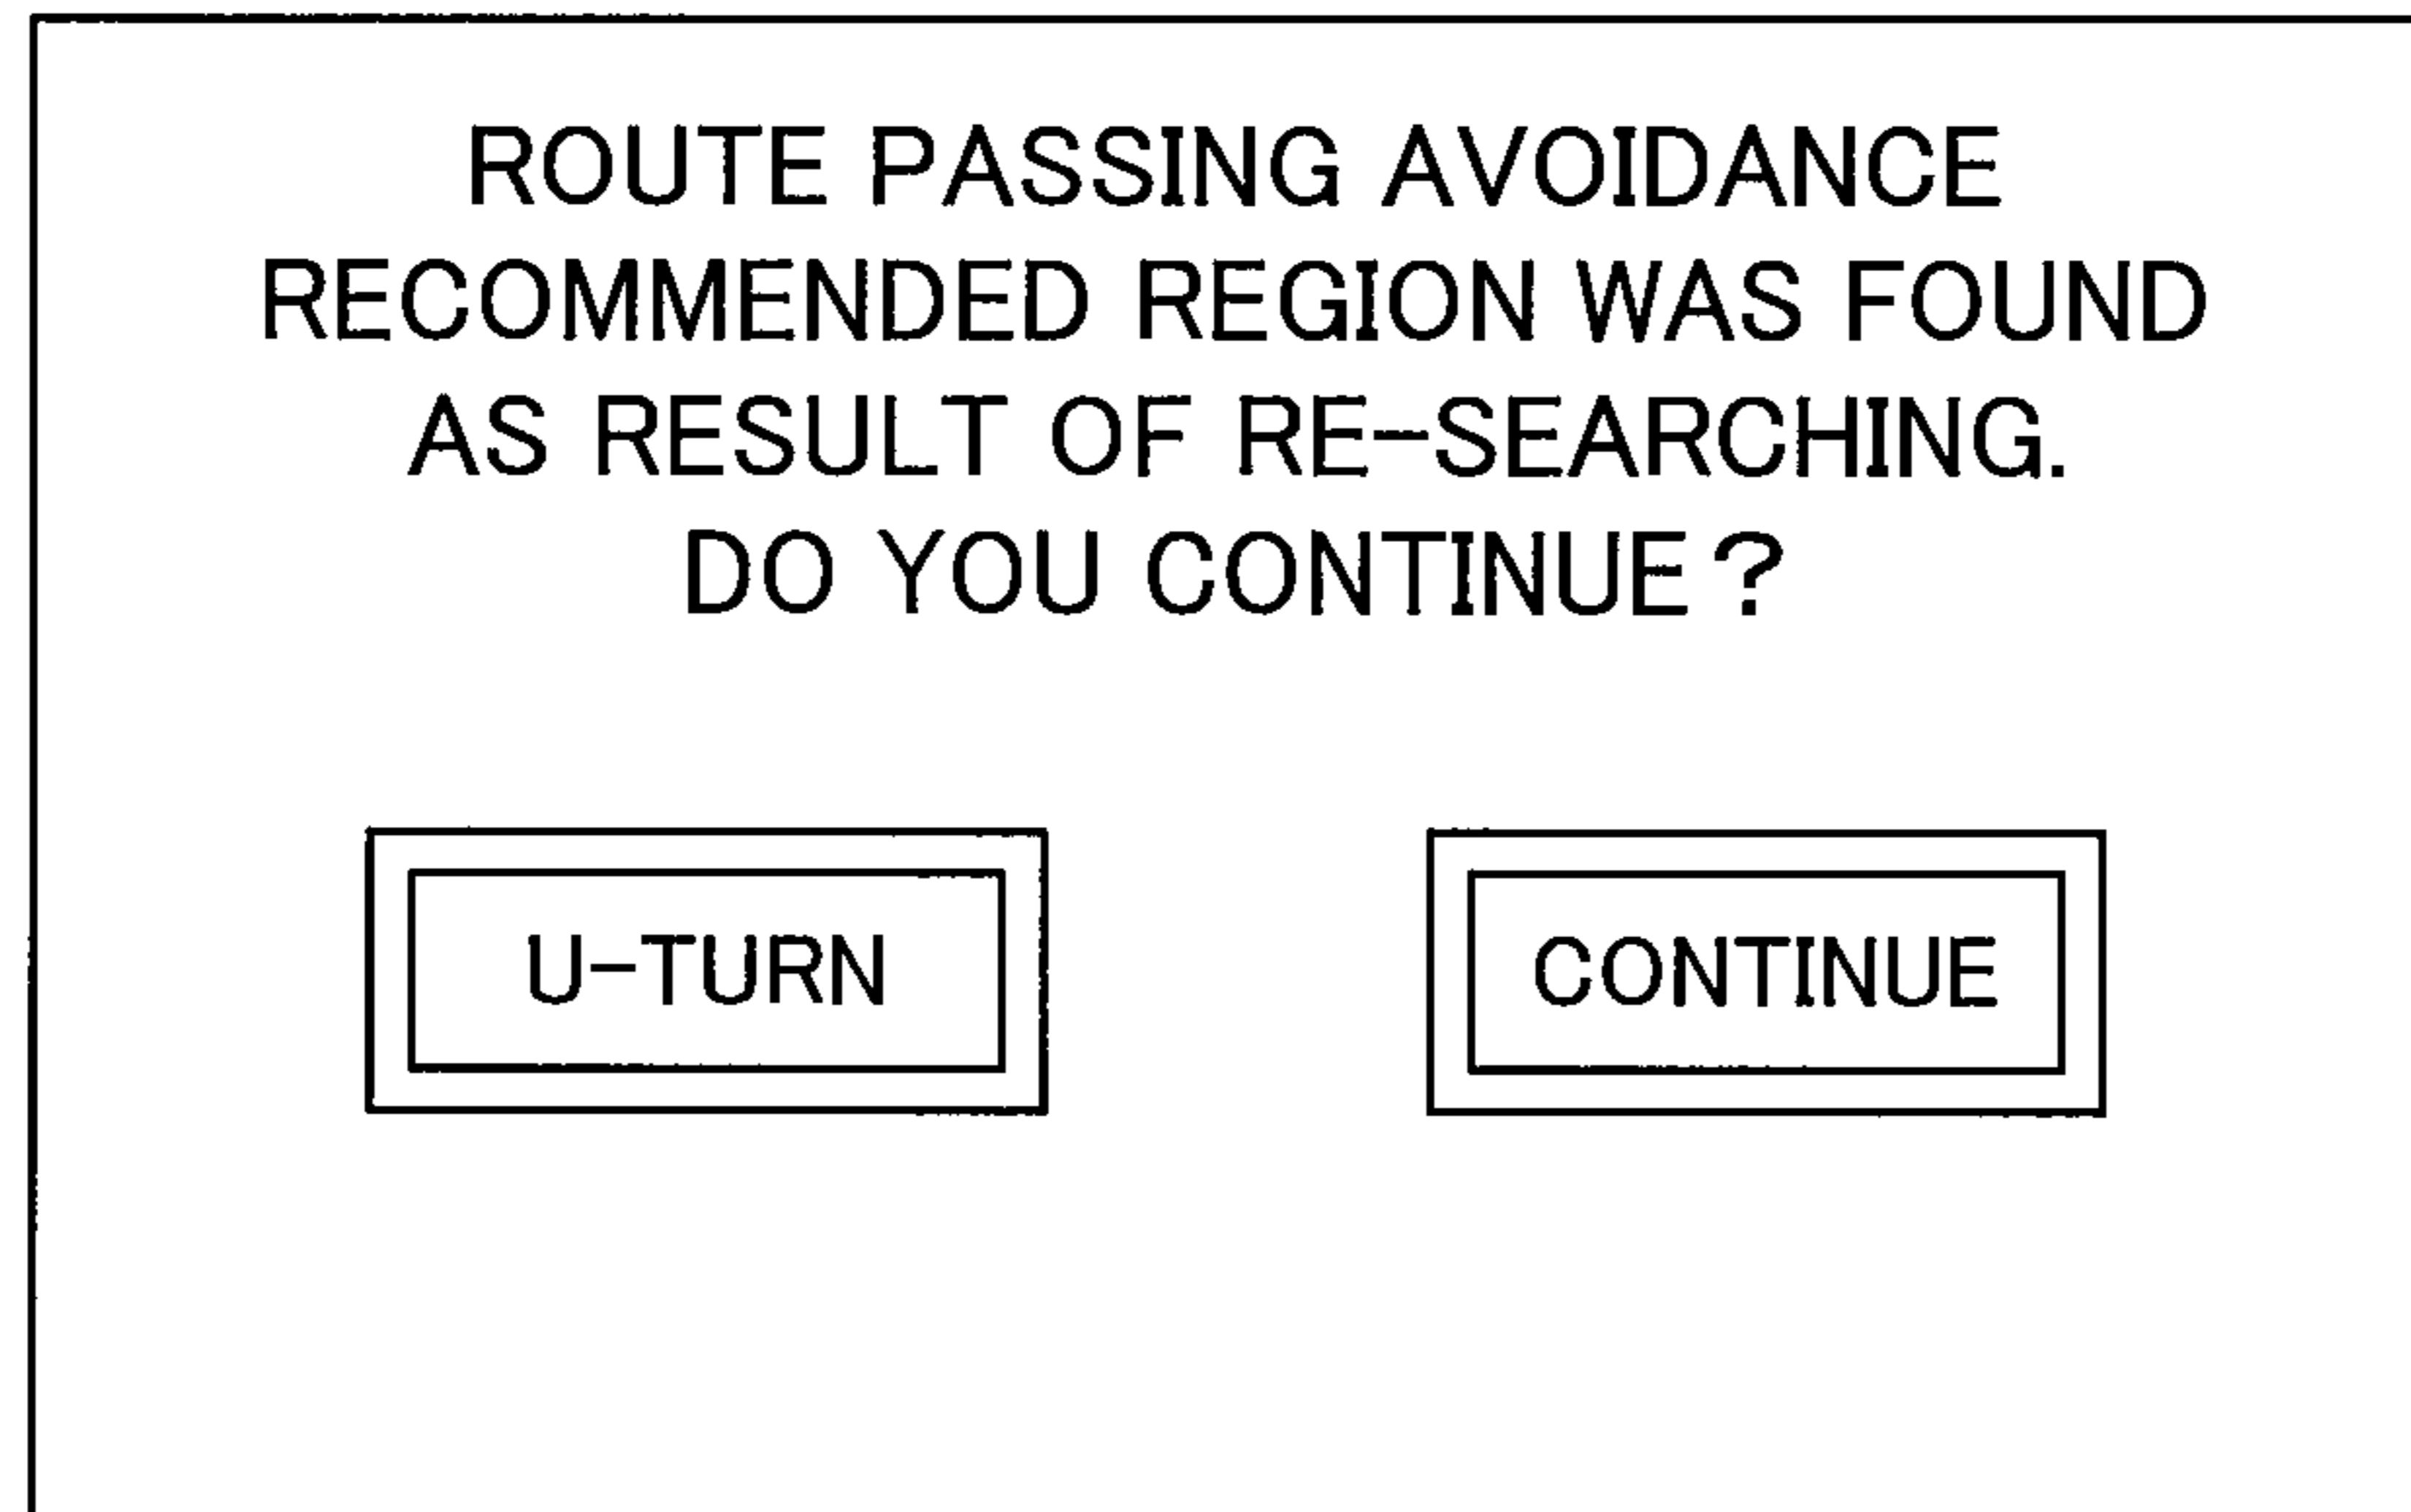 ROUTE PASSING AVOIDANCE
RECOMMENDED REGION WAS FOUND
AS RESULT OF RE-SEARCHING.
DO YOU CONTINUE?
U-TURN
CONTINUE